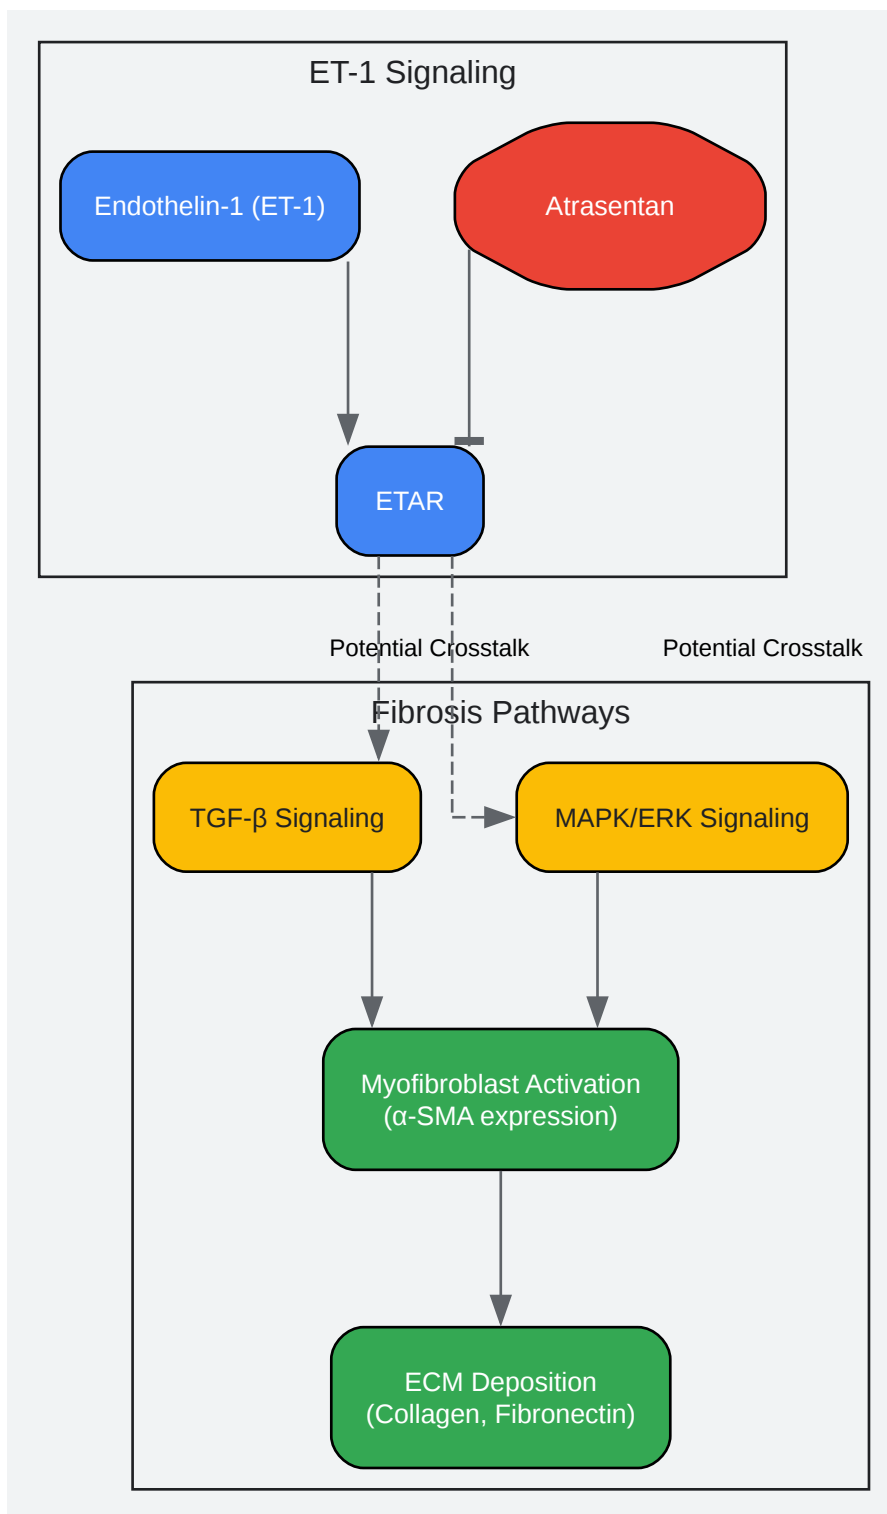 ET-1 Signaling
Endothelin-1 (ET-1)
Atrasentan
ETAR
Potential Crosstalk
Potential Crosstalk
Fibrosis Pathways
TGF-β Signaling
MAPK/ERK Signaling
Myofibroblast Activation
(α-SMA expression)
ECM Deposition
(Collagen, Fibronectin)